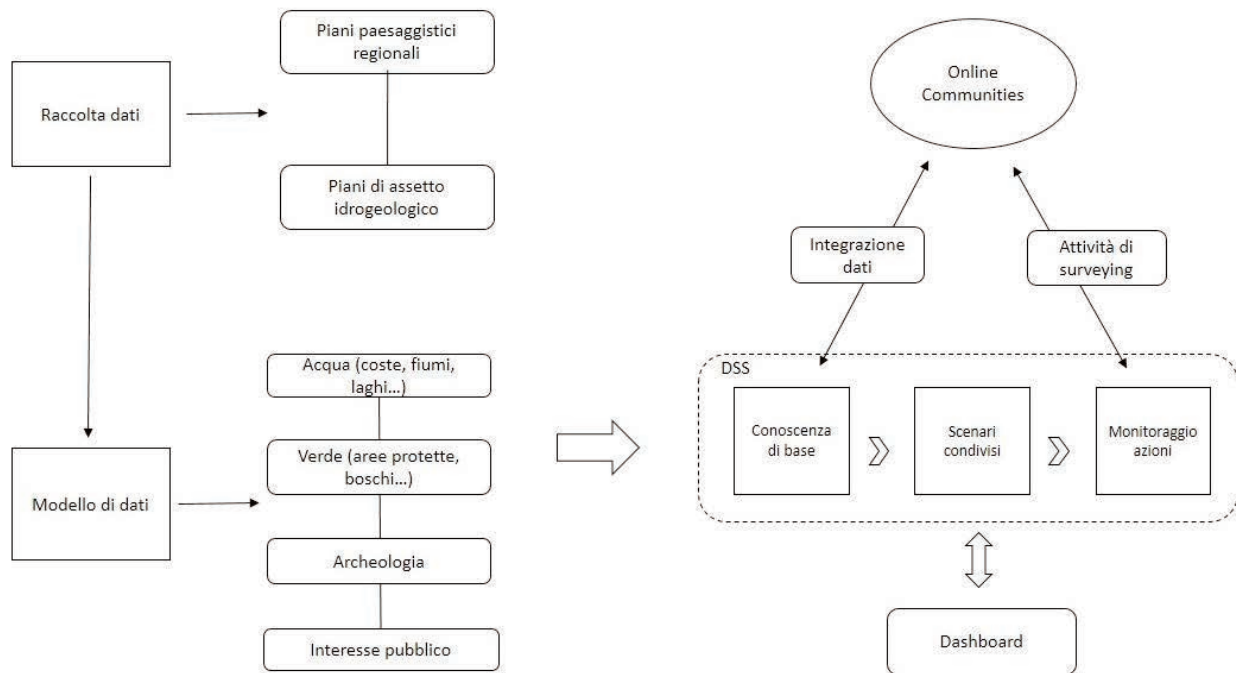 Piani paesaggistici
regionali
Raccolta dati
Piani di assetto
idrogeologico
Acqua (coste, fiumi,
laghi...)
Verde (aree protette,
boschi...)
Modello di dati
Archeologia
Interesse pubblico
Online
Communities
Integrazione
dati
Attività di
surveying
DSS
Conoscenza
di base
Scenari
condivisi
Monitoraggio
azioni
Dashboard